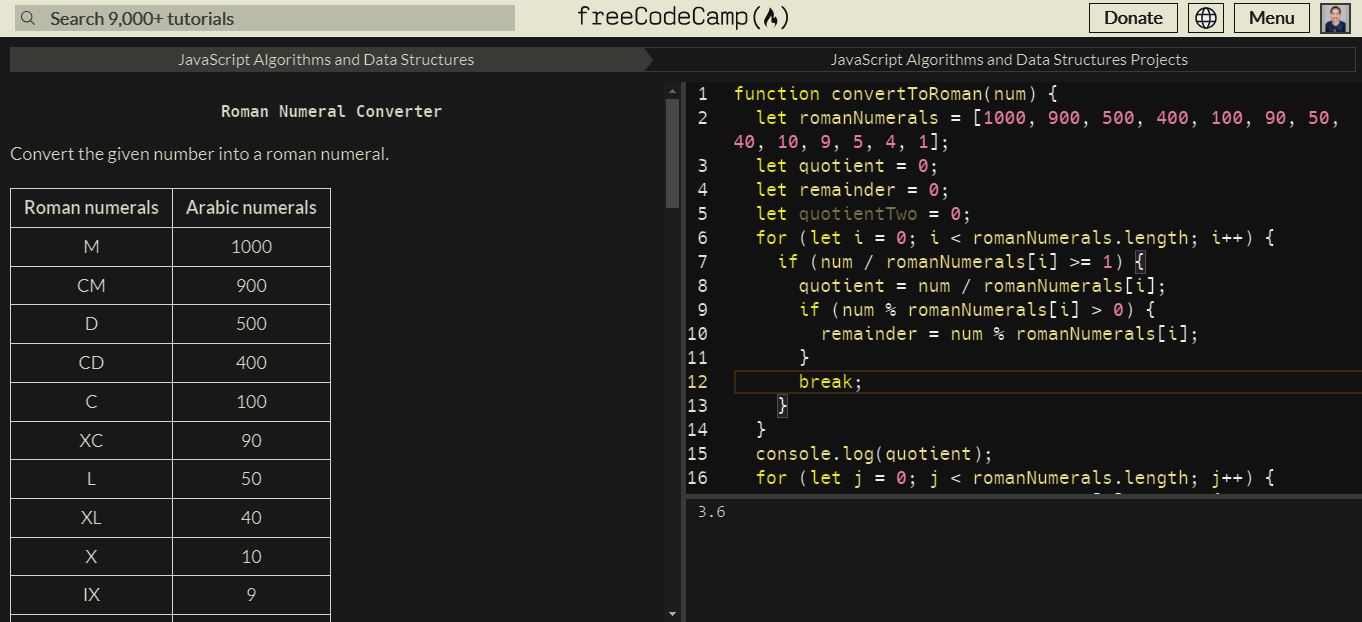 Search 9,000+ tutorials
freeCodeCamp(🔥)
Donate
Menu
JavaScript Algorithms and Data Structures
JavaScript Algorithms and Data Structures Projects
Roman Numeral Converter
Convert the given number into a roman numeral.
Roman numerals Arabic numerals
M 1000
CM 900
D 500
CD 400
C 100
XC 90
L 50
XL 40
X 10
IX 9
1 function convertToRoman(num) {
2 let romanNumerals = [1000, 900, 500, 400, 100, 90, 50,
40, 10, 9, 5, 4, 1];
3 let quotient = 0;
4 let remainder = 0;
5 let quotientTwo = 0;
6 for (let i = 0; i < romanNumerals.length; i++) {
7 if (num / romanNumerals[i] >= 1) {
8 quotient = num / romanNumerals[i];
9 if (num % romanNumerals[i] > 0) {
10 remainder = num % romanNumerals[i];
11 }
12 break;
13 }
14 }
15 console.log(quotient);
16 for (let j = 0; j < romanNumerals.length; j++) {
3.6